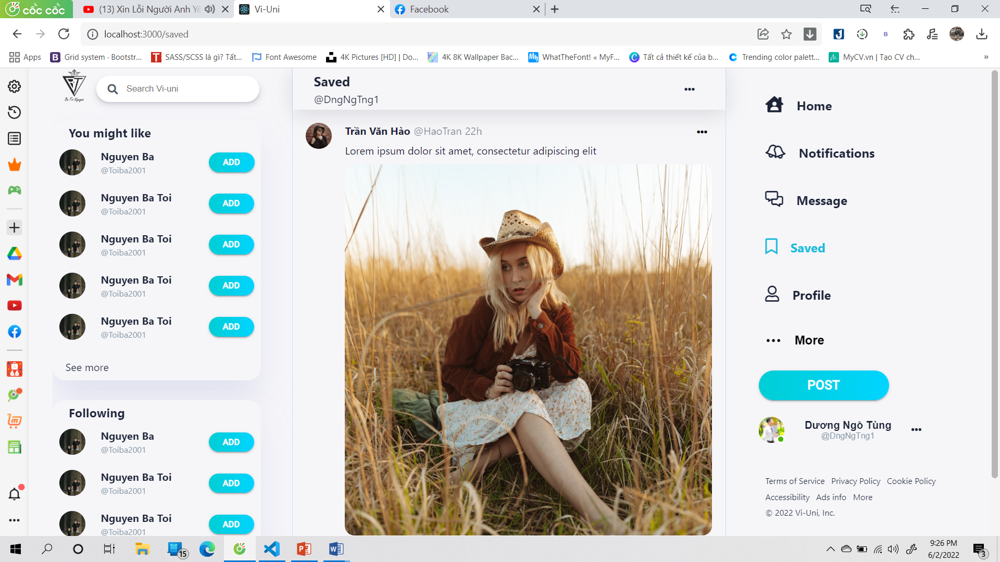 cốc cốc
(13) Xin Lỗi Người Anh Yê
Vi-Uni
Facebook
localhost:3000/saved
B
Apps
Grid system · Bootstr...
SASS/SCSS là gì? Tất...
Font Awesome
4K Pictures [HD] | Do...
4K 8K Wallpaper Bac...
WhatTheFont! « MyF...
Tất cả thiết kế của b...
Trending color palett...
MyCV.vn | Tạo CV ch...
»
Ba Toi Nguyen
Search Vi-uni
You might like
Nguyen Ba
@Toiba2001
ADD
Nguyen Ba Toi
@Toiba2001
ADD
Nguyen Ba Toi
@Toiba2001
ADD
Nguyen Ba Toi
@Toiba2001
ADD
Nguyen Ba Toi
@Toiba2001
ADD
See more
Following
Nguyen Ba
@Toiba2001
ADD
Nguyen Ba Toi
@Toiba2001
ADD
Nguyen Ba Toi
@Toiba2001
ADD
Saved
@DngNgTng1
Trần Văn Hào @HaoTran 22h
Lorem ipsum dolor sit amet, consectetur adipiscing elit
Home
Notifications
Message
Saved
Profile
More
POST
Dương Ngô Tùng
@DngNgTng1
Terms of Service Privacy Policy Cookie Policy
Accessibility Ads info More
© 2022 Vi-Uni, Inc.
6.6
15
9:26 PM
6/2/2022
3